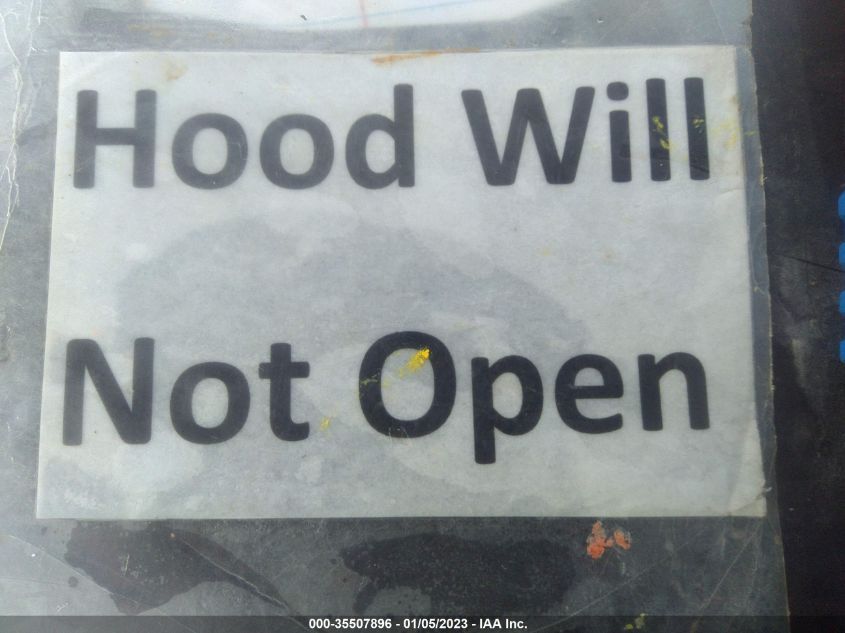 Hood Will
Not Open
000-35507896 - 01/05/2023 - IAA Inc.